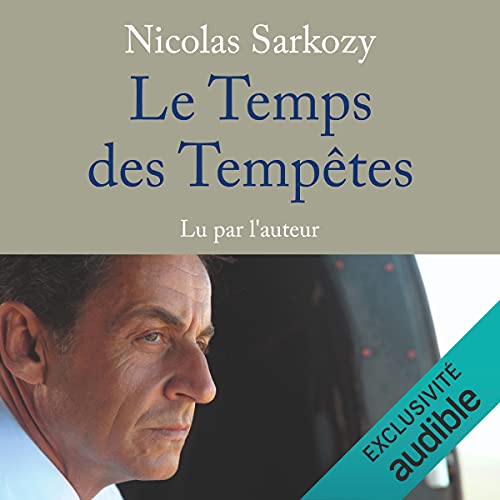 Nicolas Sarkozy
Le Temps
des Tempêtes
Lu par l'auteur
EXCLUSIVITÉ
audible